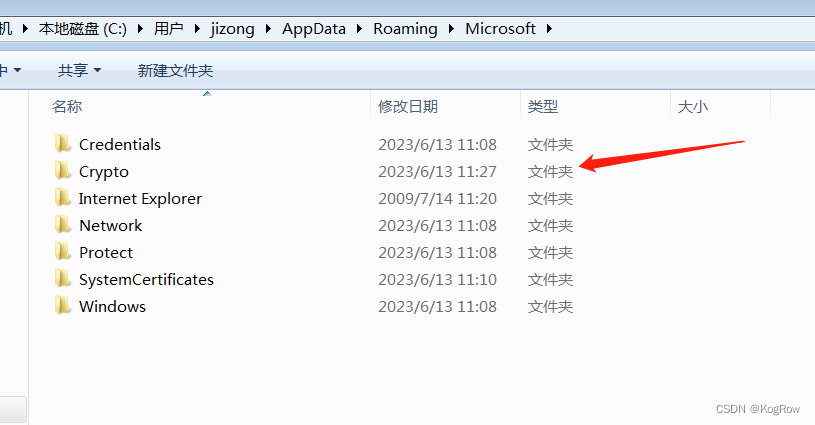 机 ▸ 本地磁盘 (C:) ▸ 用户 ▸ jizong ▸ AppData ▸ Roaming ▸ Microsoft ▸
中 ▾ 共享 ▾ 新建文件夹
名称 修改日期 类型 大小
Credentials 2023/6/13 11:08 文件夹
Crypto 2023/6/13 11:27 文件夹
Internet Explorer 2009/7/14 11:20 文件夹
Network 2023/6/13 11:08 文件夹
Protect 2023/6/13 11:08 文件夹
SystemCertificates 2023/6/13 11:10 文件夹
Windows 2023/6/13 11:08 文件夹
CSDN @KogRow